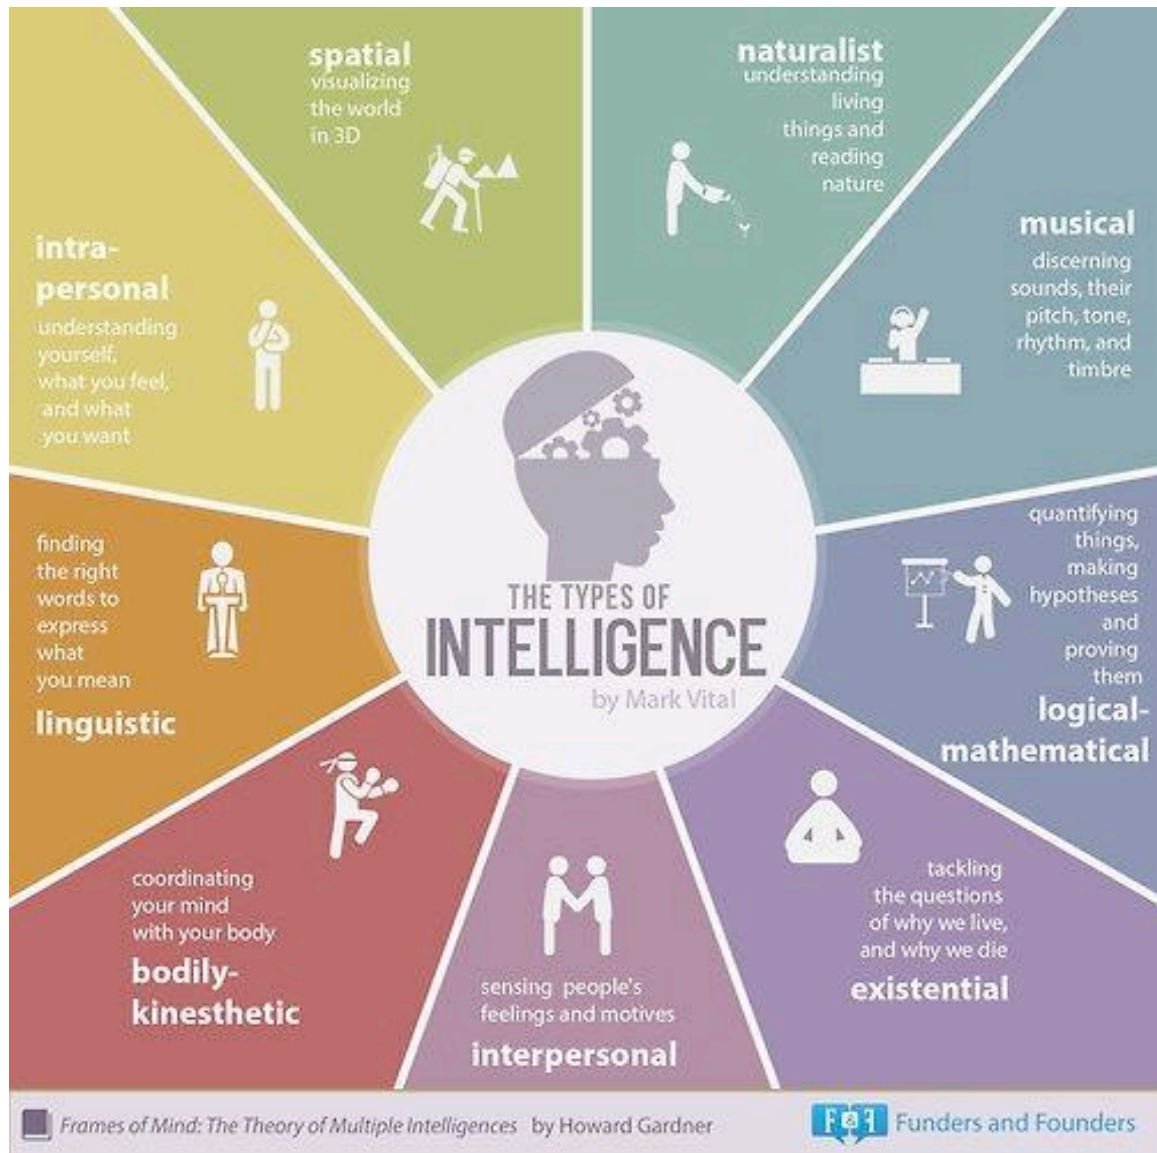 spatial
visualizing
the world
in 3D
naturalist
understanding
living
things and
reading
nature
musical
discerning
sounds, their
pitch, tone,
rhythm, and
timbre
intra-
personal
understanding
yourself,
what you feel,
and what
you want
quantifying
things,
making
hypotheses
and
proving
them
logical-
mathematical
finding
the right
words to
express
what
you mean
linguistic
THE TYPES OF
INTELLIGENCE
by Mark Vital
coordinating
your mind
with your body
bodily-
kinesthetic
sensing people's
feelings and motives
interpersonal
tackling
the questions
of why we live,
and why we die
existential
Frames of Mind: The Theory of Multiple Intelligences by Howard Gardner
F&F Funders and Founders